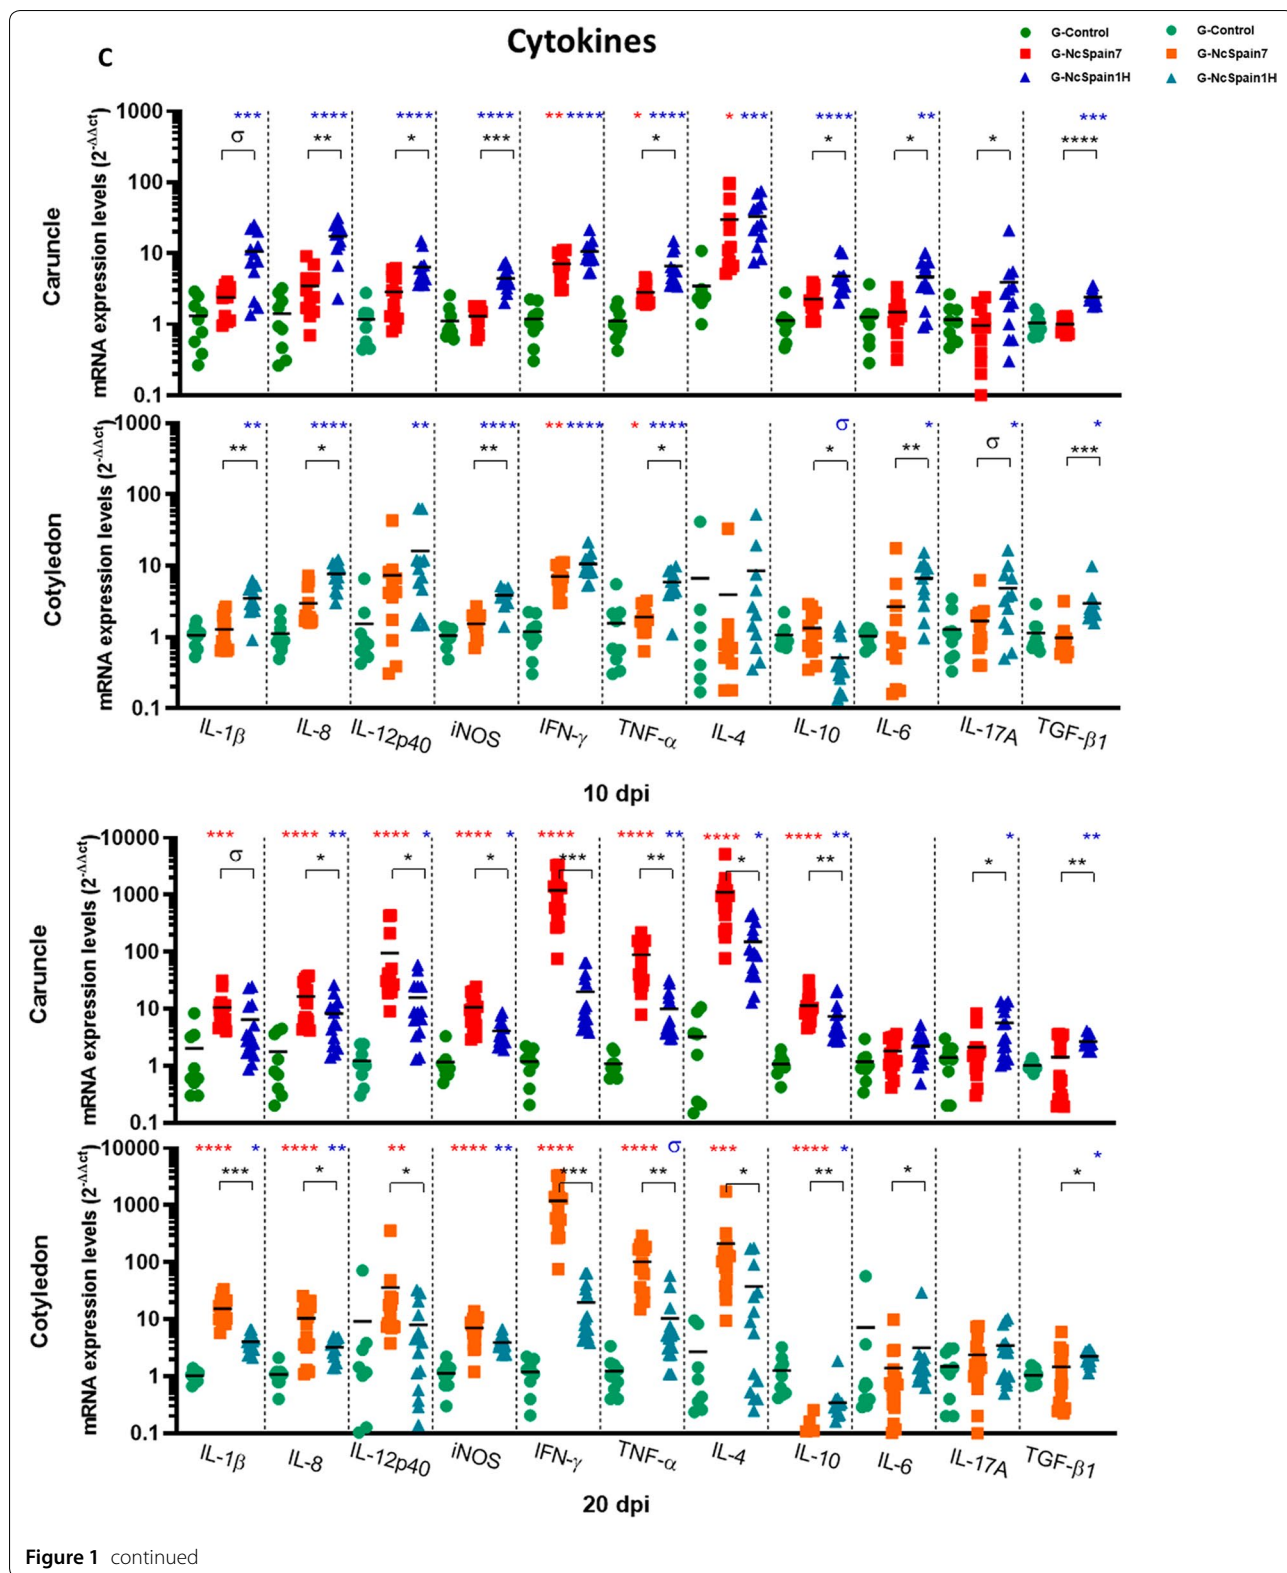 C
Cytokines
G-Control
G-NcSpain7
G-NcSpain1H
G-Control
G-NcSpain7
G-NcSpain1H
Caruncle
mRNA expression levels (2-ΔΔct)
1000
100
10
1
0.1
*** **** **** **** ** **** * **** * *** **** ** ***
σ ** * *** * * * * ****
Cotyledon
mRNA expression levels (2-ΔΔct)
1000
100
10
1
0.1
** **** ** **** ** **** * **** σ * * *
** * ** * * ** σ ***
IL-1β IL-8 IL-12p40 iNOS IFN-γ TNF-α IL-4 IL-10 IL-6 IL-17A TGF-β1
10 dpi
Caruncle
mRNA expression levels (2-ΔΔct)
10000
1000
100
10
1
0.1
*** **** ** **** * **** * **** **** ** **** * **** ** * **
σ * * * *** ** * ** * **
Cotyledon
mRNA expression levels (2-ΔΔct)
10000
1000
100
10
1
0.1
**** * **** ** ** **** ** **** **** σ *** **** * *
*** * * *** ** * ** * *
IL-1β IL-8 IL-12p40 iNOS IFN-γ TNF-α IL-4 IL-10 IL-6 IL-17A TGF-β1
20 dpi
Figure 1 continued